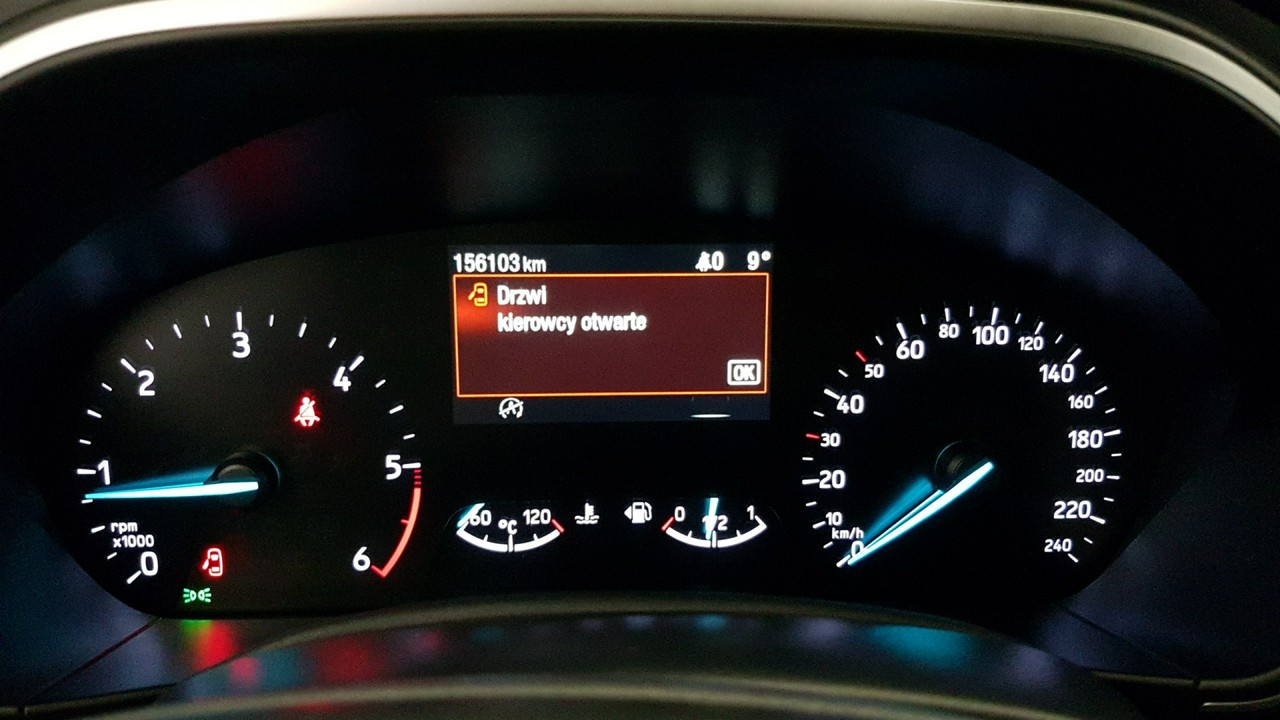 156103 km 0 9°
Drzwi
kierowcy otwarte
OK
0 1 2 3 4 5 6
rpm
x1000
60 °C 120
0 1/2 1
0 10 20 30 40 50 60 80 100 120 140 160 180 200 220 240
km/h